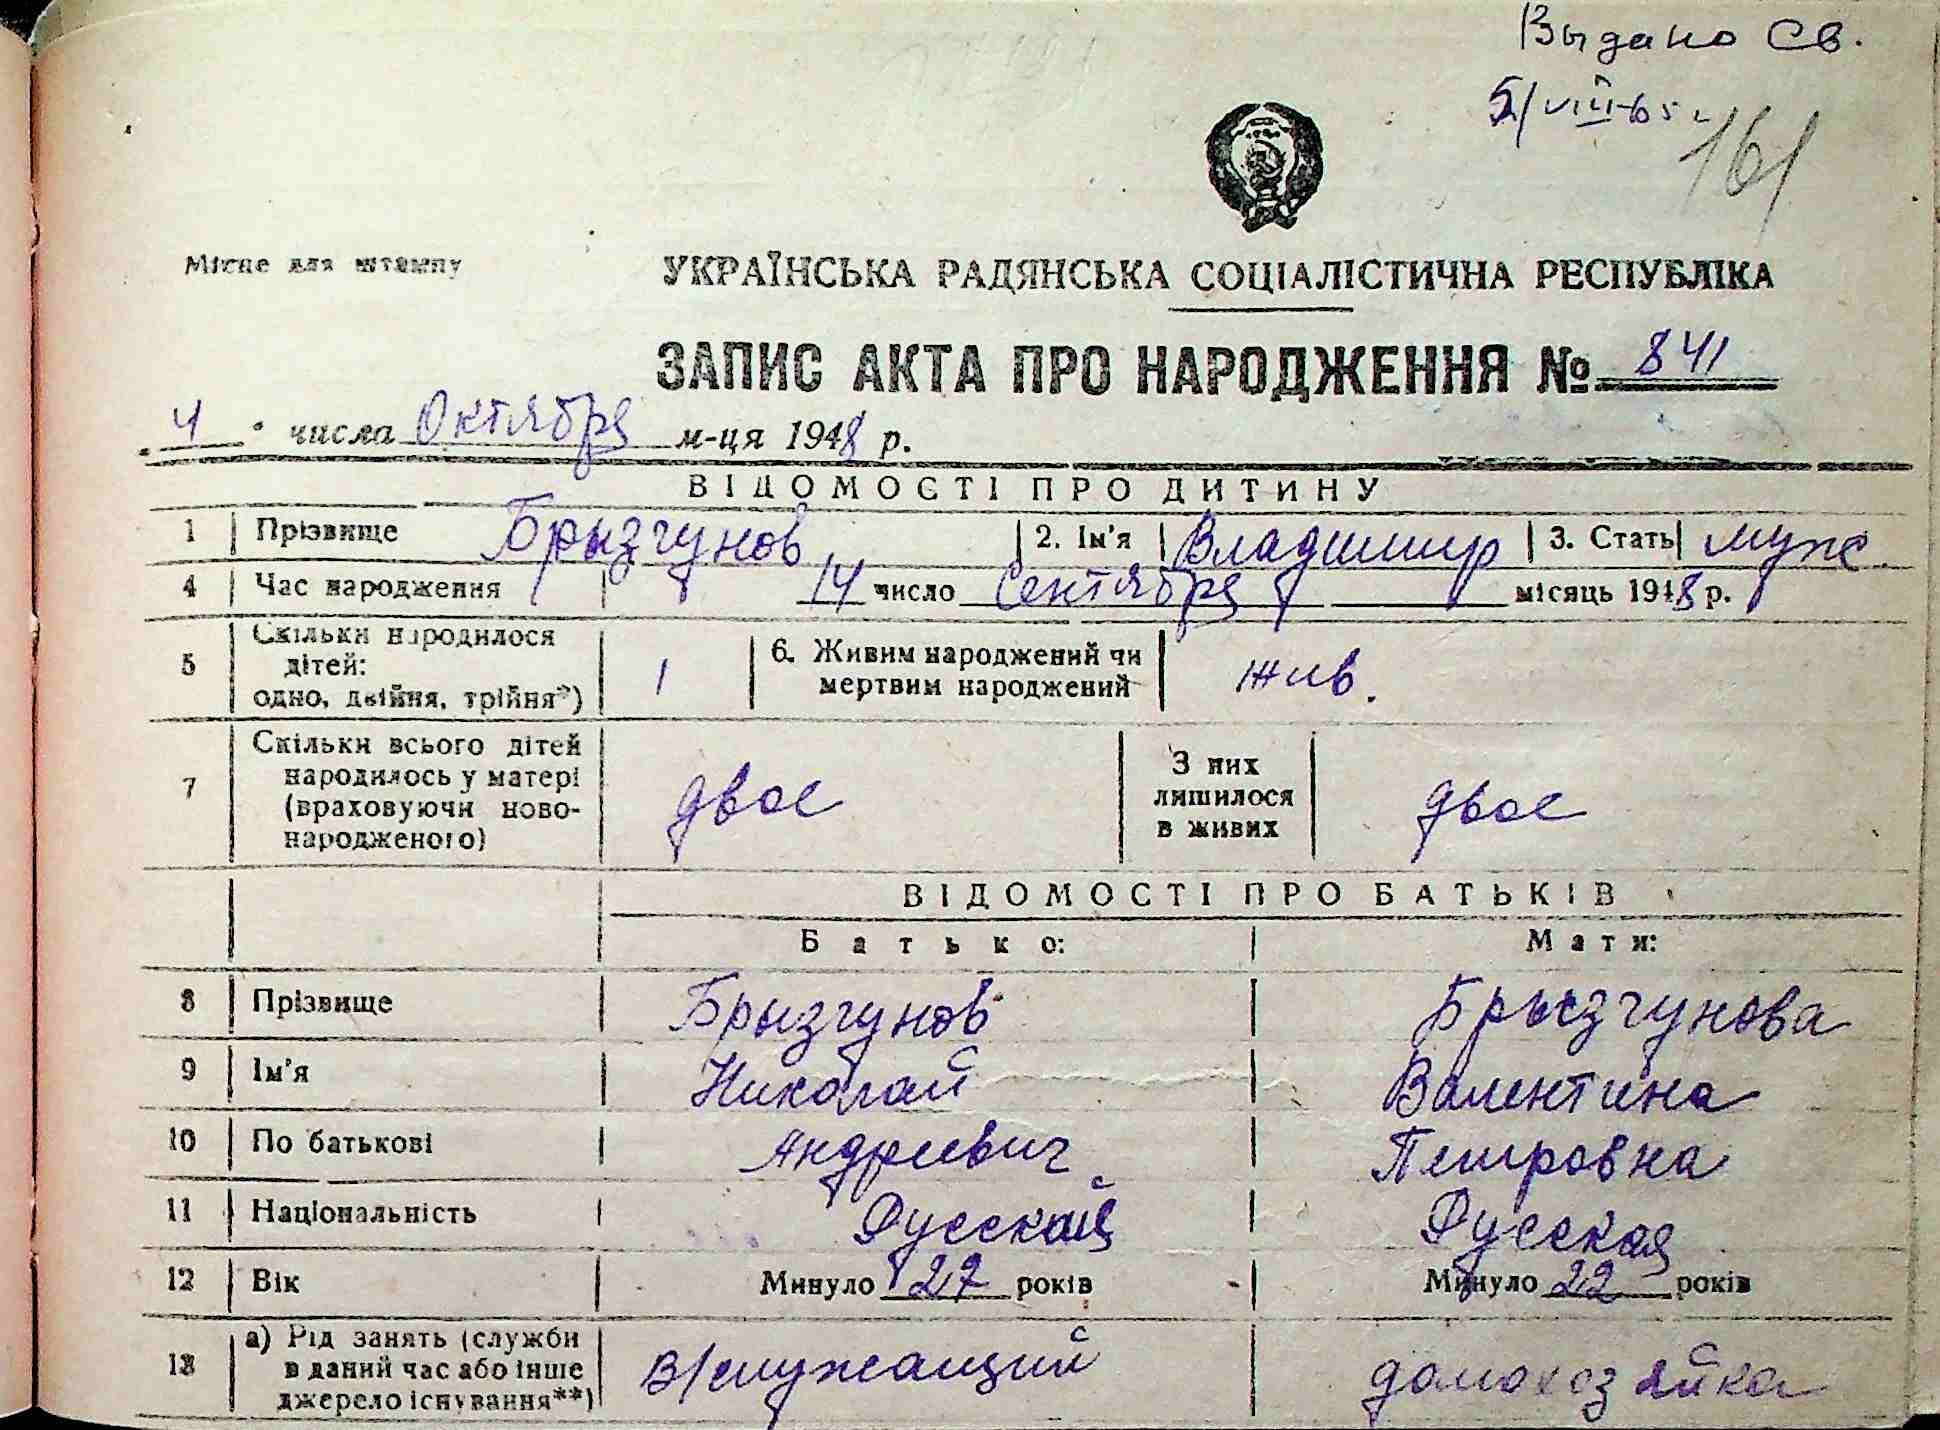 Выдано св.
5/VIII-65 г
161
Місце для штампу
УКРАЇНСЬКА РАДЯНСЬКА СОЦІАЛІСТИЧНА РЕСПУБЛІКА
ЗАПИС АКТА ПРО НАРОДЖЕННЯ № 841
4 числа Октября м-ця 1948 р.
ВІДОМОСТІ ПРО ДИТИНУ
1 Прізвище Брызгунов 2. Ім'я Владимир 3. Стать муж
4 Час народження 14 число Сентября місяць 1948 р.
5 Скільки народилося
дітей:
одно, двійня, трійня*) 1 6. Живим народжений чи
мертвим народжений жив.
7 Скільки всього дітей
народилось у матері
(враховуючи ново-
народженого) двое З них
лишилося
в живих двое
ВІДОМОСТІ ПРО БАТЬКІВ
Батько: Мати:
8 Прізвище Брызгунов Брызгунова
9 Ім'я Николай Валентина
10 По батькові Андреевич Петровна
11 Національність Русский Русская
12 Вік Минуло 27 років Минуло 22 років
13 а) Рід занять (служби
в даний час або інше
джерело існування**) В/служащий домохозяйка